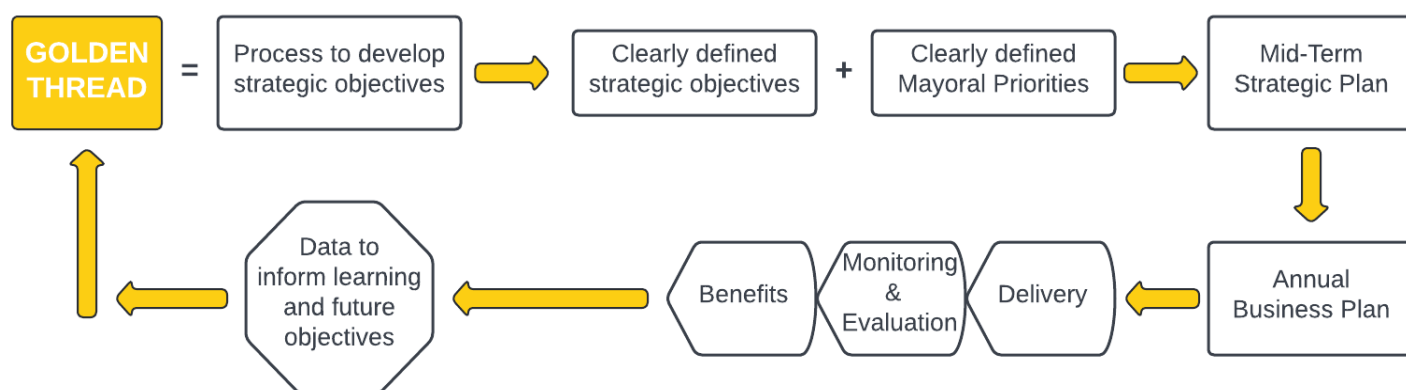 GOLDEN
THREAD
=
Process to develop
strategic objectives
Clearly defined
strategic objectives
+
Clearly defined
Mayoral Priorities
Mid-Term
Strategic Plan
Annual
Business Plan
Delivery
Monitoring
&
Evaluation
Benefits
Data to
inform learning
and future
objectives